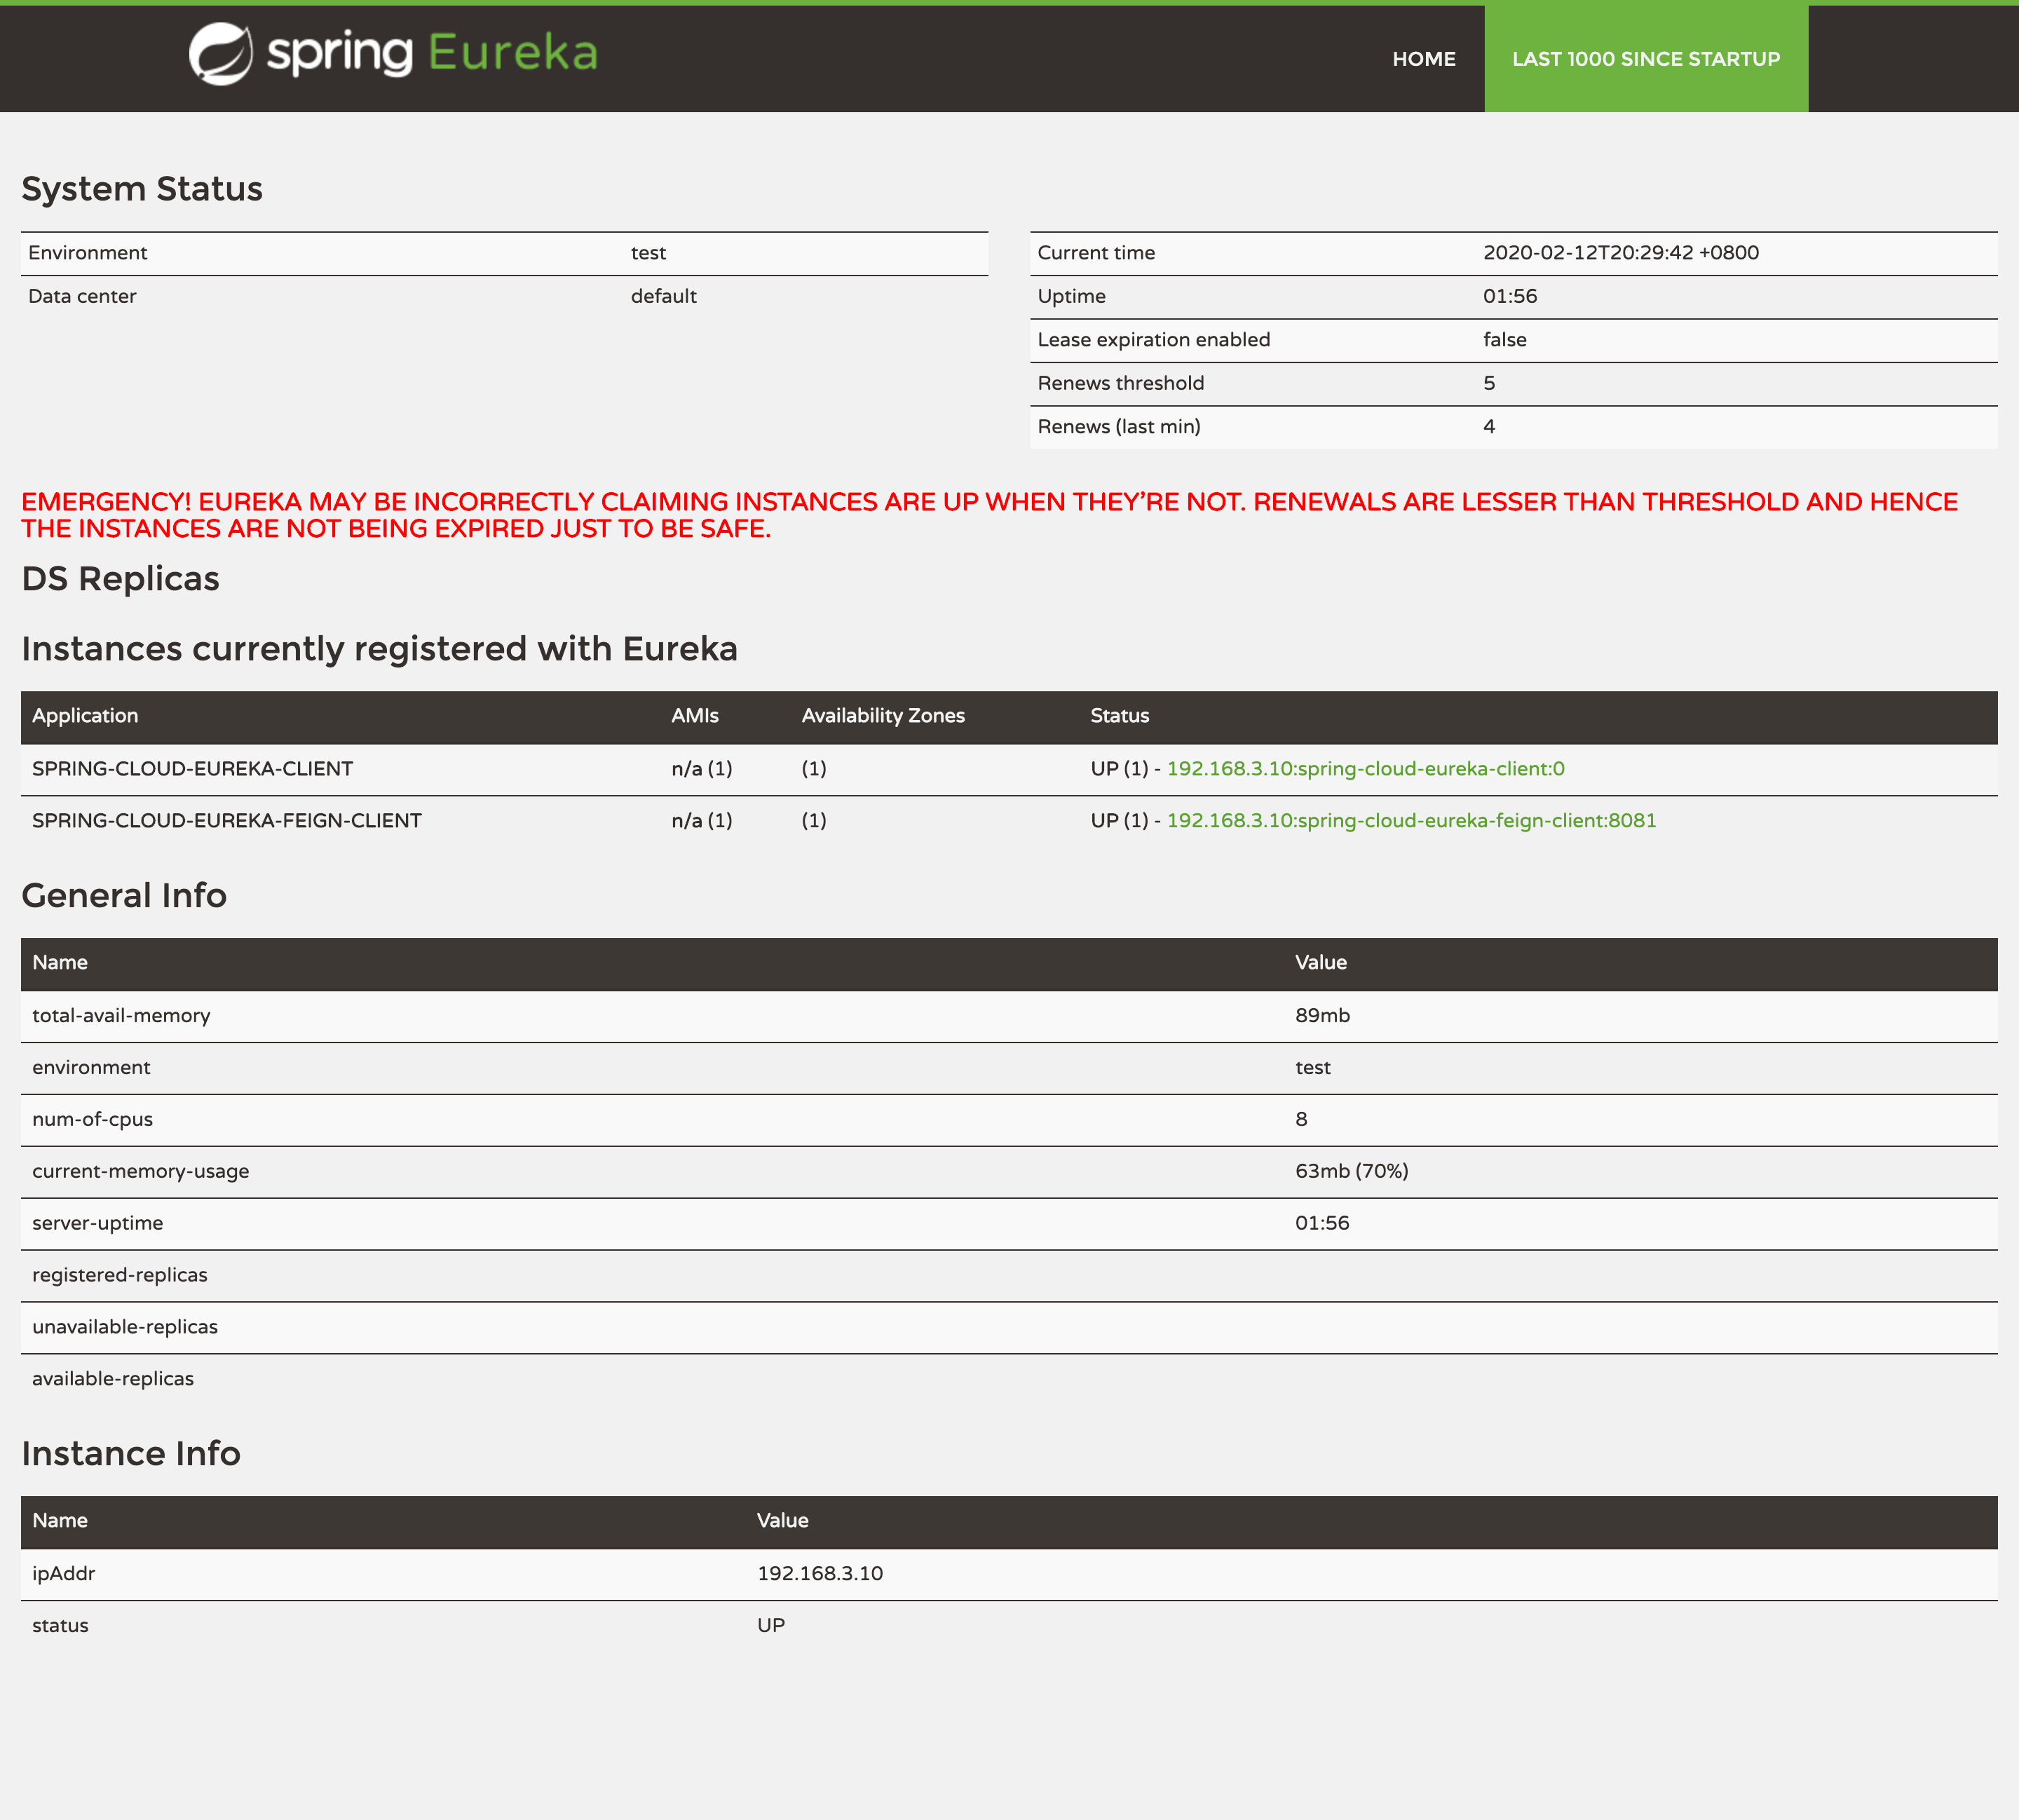 spring Eureka
HOME
LAST 1000 SINCE STARTUP
System Status
Environment test
Data center default
Current time 2020-02-12T20:29:42 +0800
Uptime 01:56
Lease expiration enabled false
Renews threshold 5
Renews (last min) 4
EMERGENCY! EUREKA MAY BE INCORRECTLY CLAIMING INSTANCES ARE UP WHEN THEY'RE NOT. RENEWALS ARE LESSER THAN THRESHOLD AND HENCE
THE INSTANCES ARE NOT BEING EXPIRED JUST TO BE SAFE.
DS Replicas
Instances currently registered with Eureka
Application AMIs Availability Zones Status
SPRING-CLOUD-EUREKA-CLIENT n/a (1) (1) UP (1) - 192.168.3.10:spring-cloud-eureka-client:0
SPRING-CLOUD-EUREKA-FEIGN-CLIENT n/a (1) (1) UP (1) - 192.168.3.10:spring-cloud-eureka-feign-client:8081
General Info
Name Value
total-avail-memory 89mb
environment test
num-of-cpus 8
current-memory-usage 63mb (70%)
server-uptime 01:56
registered-replicas
unavailable-replicas
available-replicas
Instance Info
Name Value
ipAddr 192.168.3.10
status UP